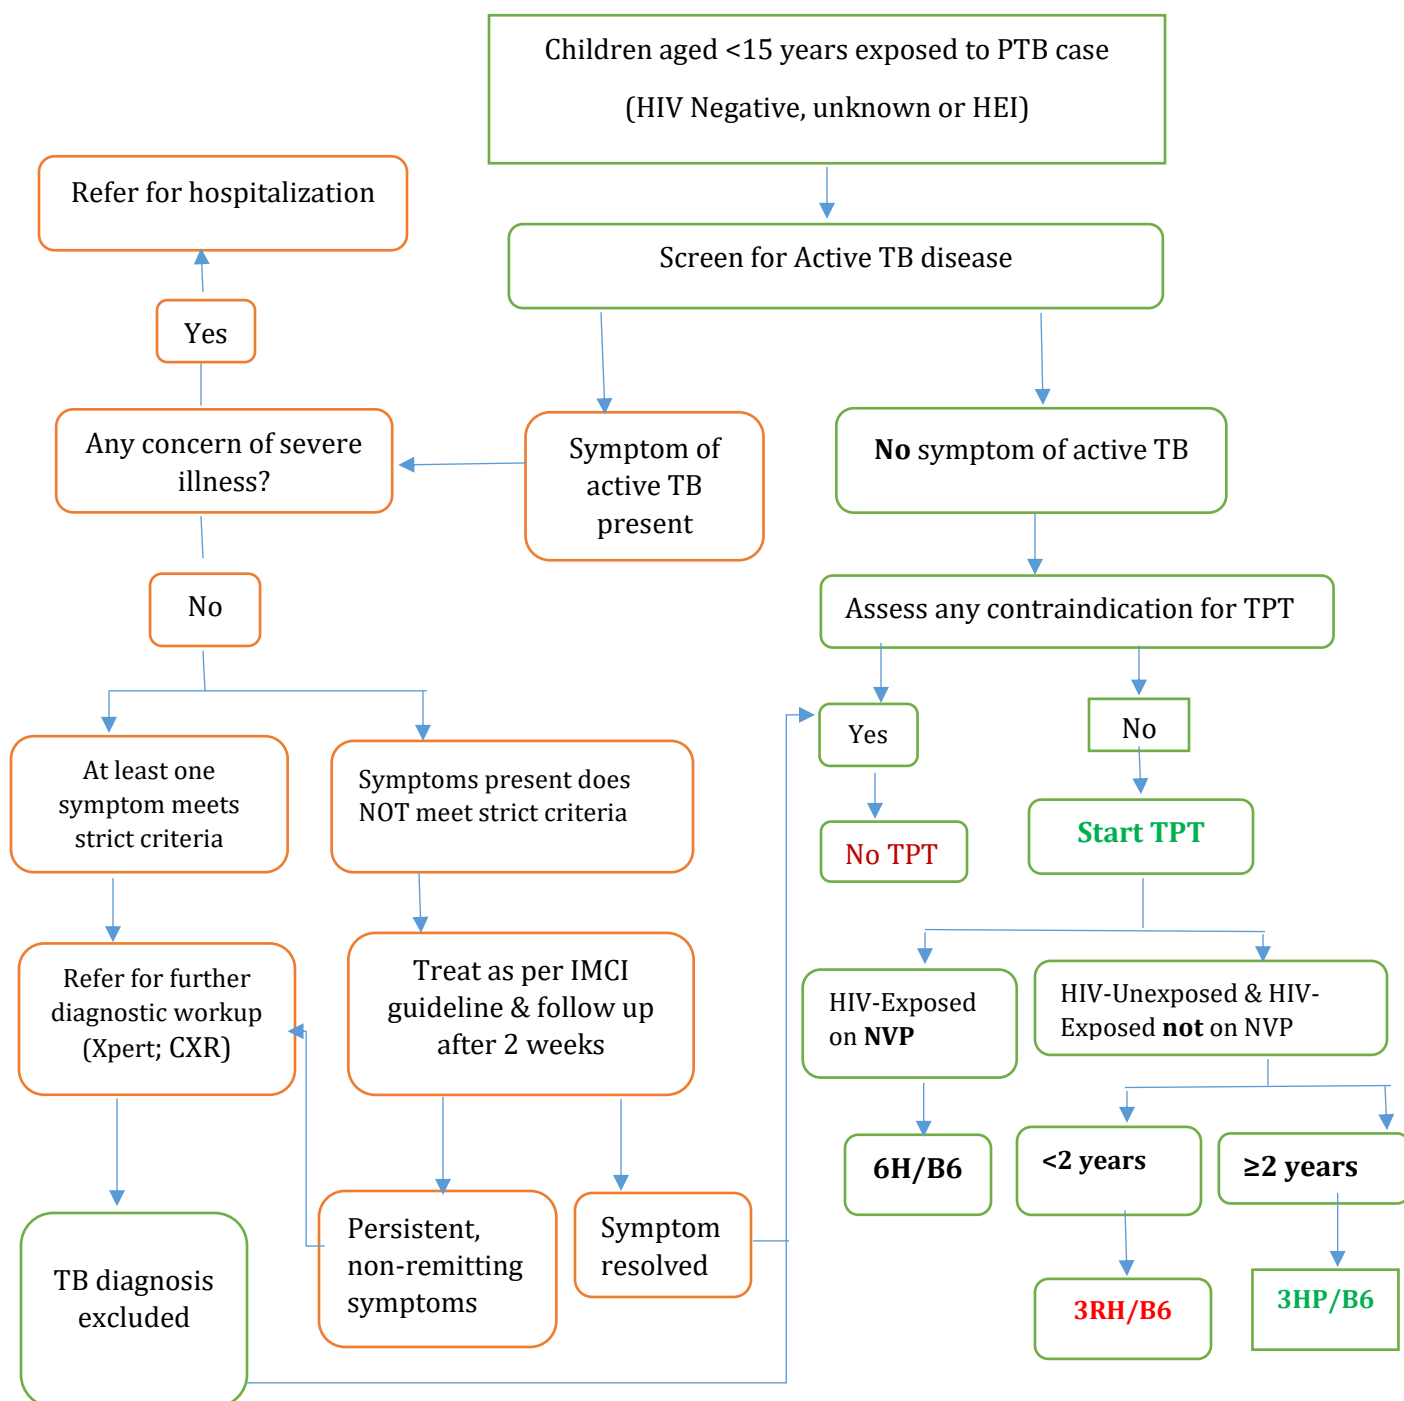 Children aged <15 years exposed to PTB case
(HIV Negative, unknown or HEI)
Refer for hospitalization
Screen for Active TB disease
Yes
Any concern of severe
illness?
Symptom of
active TB
present
No symptom of active TB
No
Assess any contraindication for TPT
At least one
symptom meets
strict criteria
Symptoms present does
NOT meet strict criteria
Yes
No
No TPT
Start TPT
Refer for further
diagnostic workup
(Xpert; CXR)
Treat as per IMCI
guideline & follow up
after 2 weeks
HIV-Exposed
on NVP
HIV-Unexposed & HIV-
Exposed not on NVP
6H/B6
<2 years
≥2 years
TB diagnosis
excluded
Persistent,
non-remitting
symptoms
Symptom
resolved
3RH/B6
3HP/B6